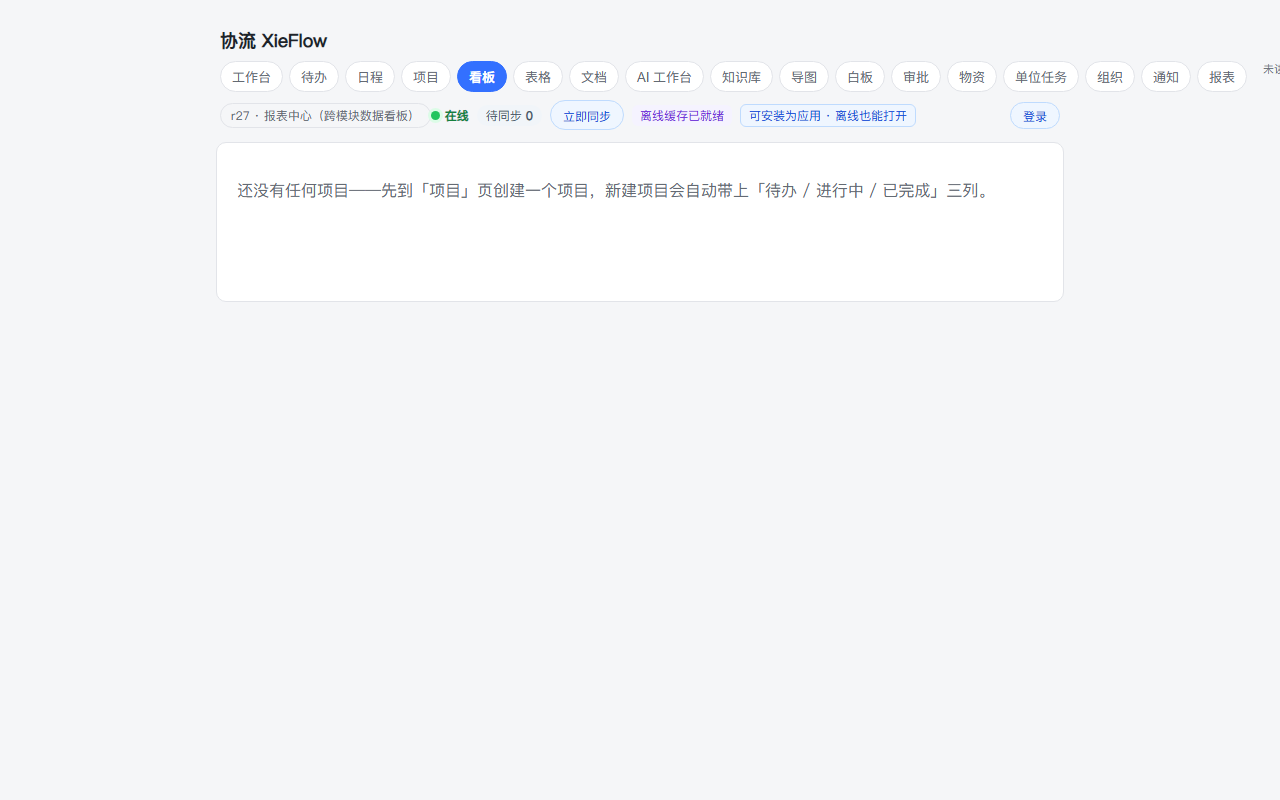 协流 XieFlow
工作台 待办 日程 项目 看板 表格 文档 AI 工作台 知识库 导图 白板 审批 物资 单位任务 组织 通知 报表 未读
r27 · 报表中心（跨模块数据看板） 在线 待同步 0 立即同步 离线缓存已就绪 可安装为应用 · 离线也能打开 登录
还没有任何项目——先到「项目」页创建一个项目，新建项目会自动带上「待办 / 进行中 / 已完成」三列。